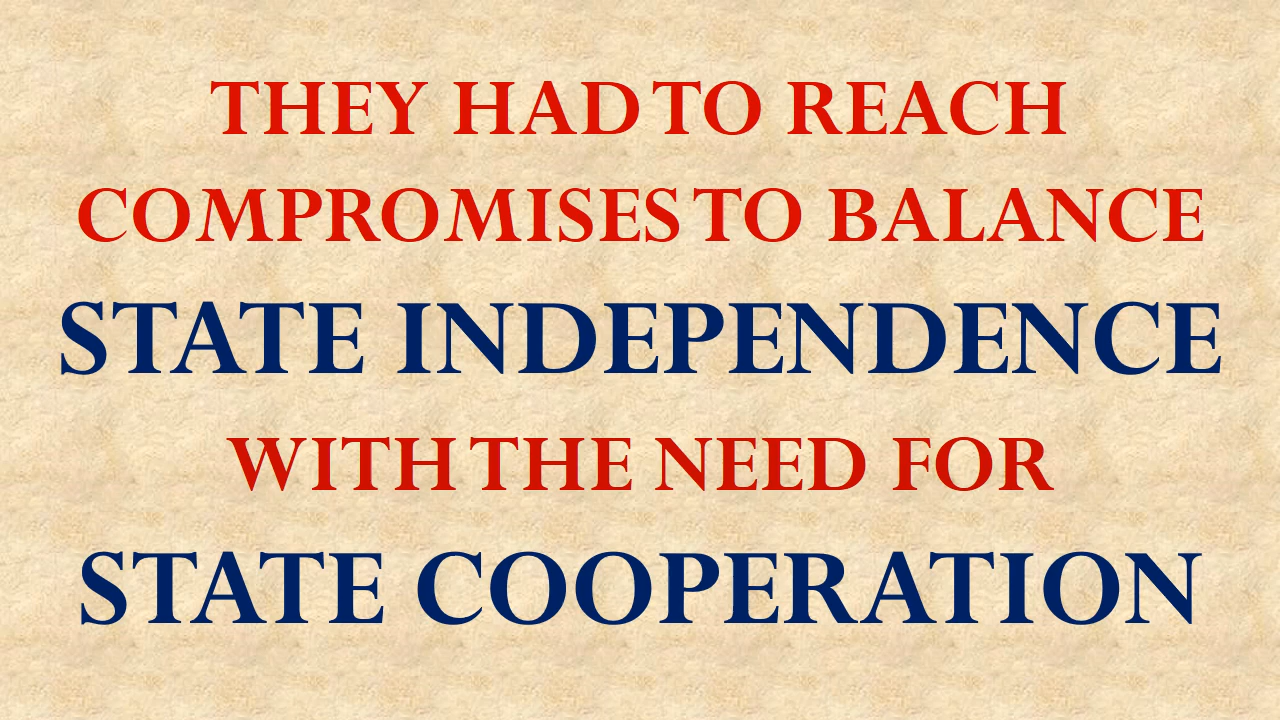 THEY HAD TO REACH
COMPROMISES TO BALANCE
STATE INDEPENDENCE
WITH THE NEED FOR
STATE COOPERATION